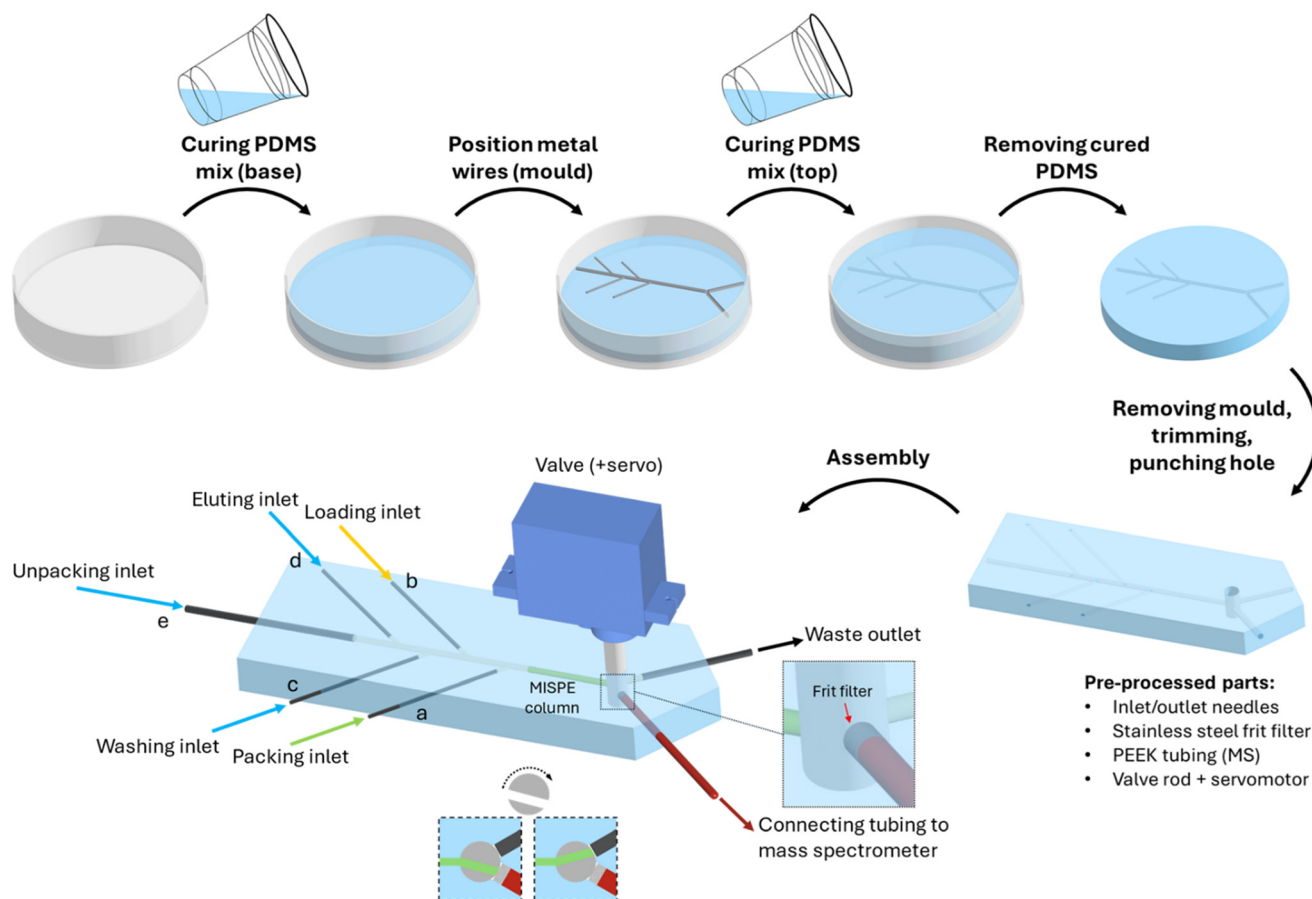 Curing PDMS
mix (base)
Position metal
wires (mould)
Curing PDMS
mix (top)
Removing cured
PDMS
Removing mould,
trimming,
punching hole
Assembly
Valve (+servo)
Eluting inlet
Loading inlet
d
b
Unpacking inlet
e
Waste outlet
MISPE
column
Frit filter
c
a
Washing inlet
Packing inlet
Connecting tubing to
mass spectrometer
Pre-processed parts:
• Inlet/outlet needles
• Stainless steel frit filter
• PEEK tubing (MS)
• Valve rod + servomotor